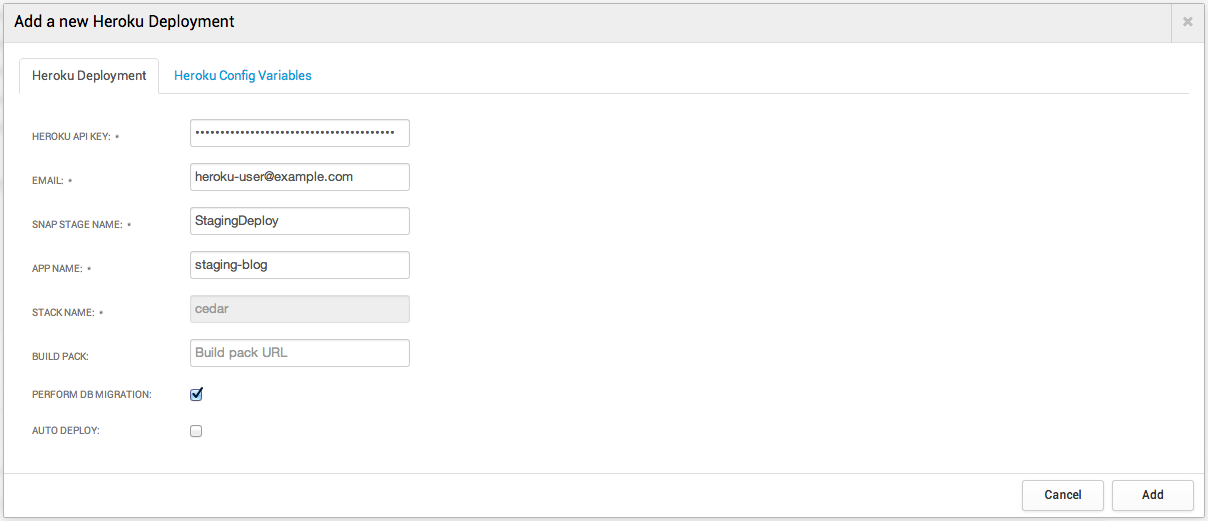 Add a new Heroku Deployment
Heroku Deployment Heroku Config Variables
HEROKU API KEY: * ••••••••••••••••••••••••••••••••••••••••
EMAIL: * heroku-user@example.com
SNAP STAGE NAME: * StagingDeploy
APP NAME: * staging-blog
STACK NAME: * cedar
BUILD PACK: Build pack URL
PERFORM DB MIGRATION:
AUTO DEPLOY:
Cancel Add